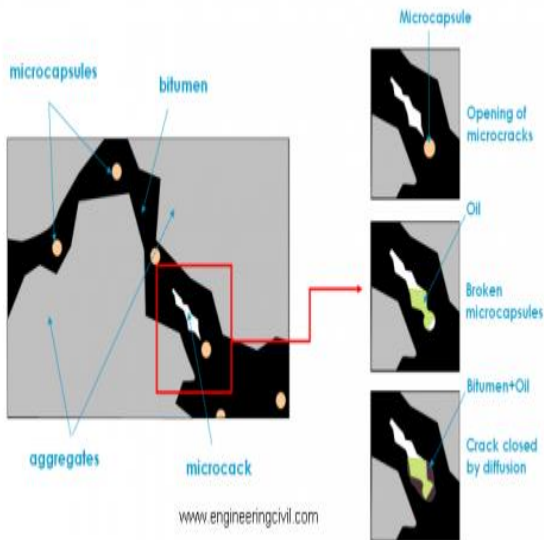 Microcapsule
microcapsules
bitumen
Opening of
microcracks
Oil
Broken
microcapsules
Bitumen+Oil
Crack closed
by diffusion
aggregates
microcack
www.engineeringcivil.com